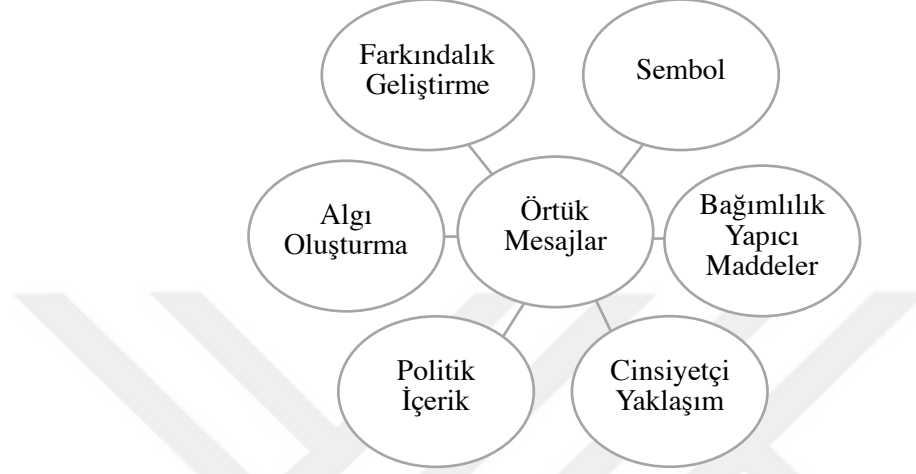 Farkındalık
Geliştirme
Sembol
Örtük
Mesajlar
Bağımlılık
Yapıcı
Maddeler
Algı
Oluşturma
Politik
İçerik
Cinsiyetçi
Yaklaşım